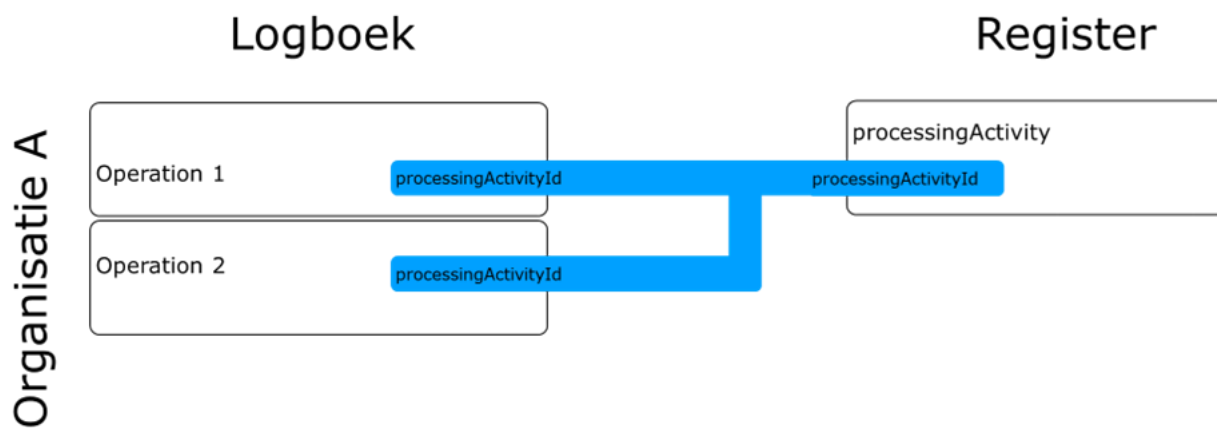 Logboek
Register
Organisatie A
processingActivity
Operation 1
processingActivityId
processingActivityId
Operation 2
processingActivityId